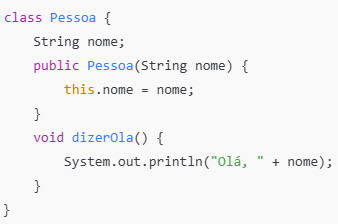 class Pessoa {
    String nome;
    public Pessoa(String nome) {
        this.nome = nome;
    }
    void dizerOla() {
        System.out.println("Olá, " + nome);
    }
}